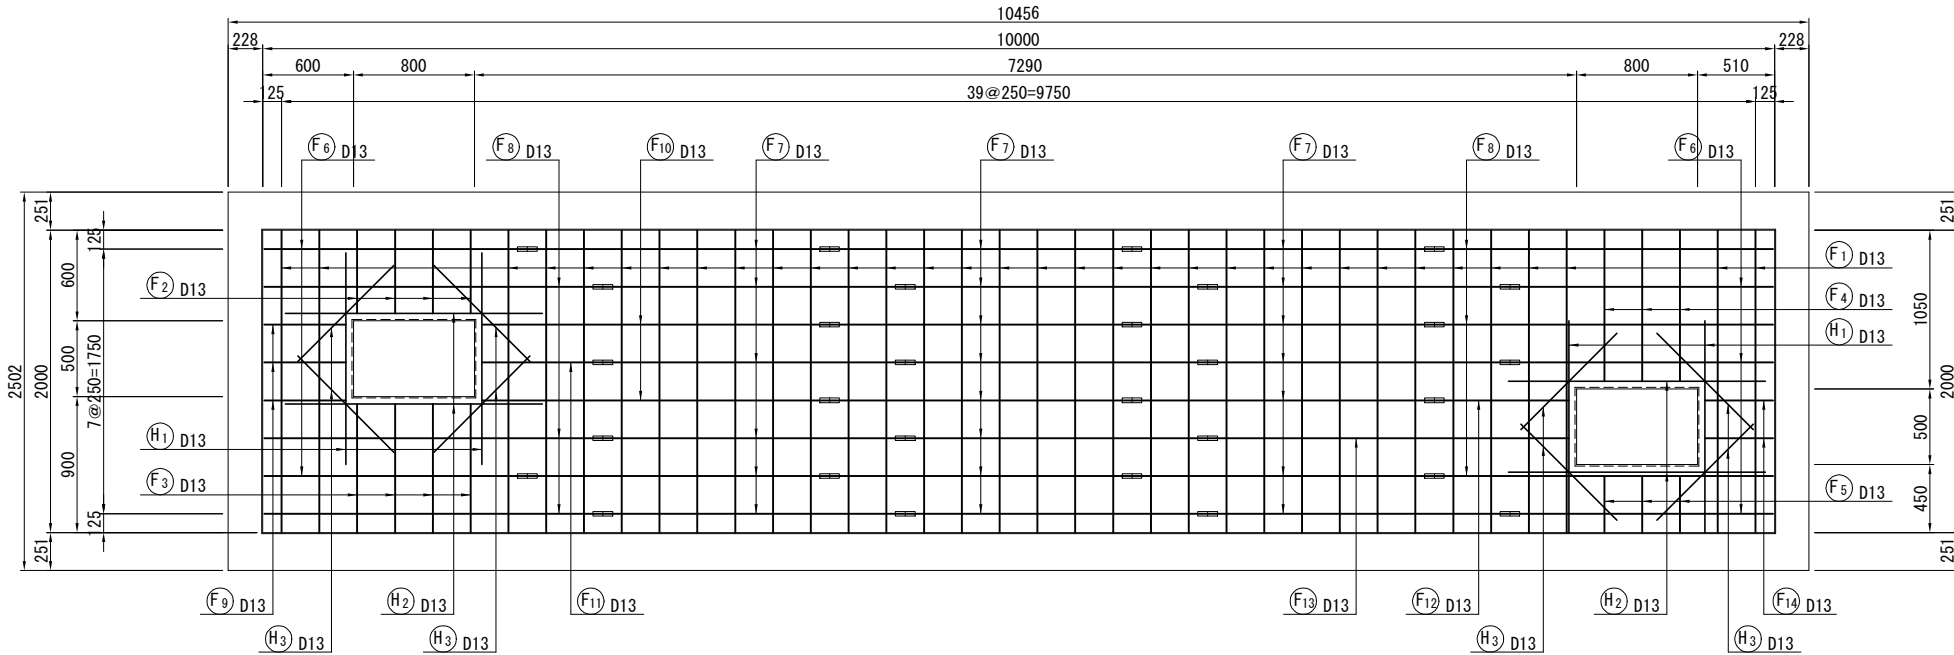 10456
228 10000 228
600 800 7290 800 510
125 39@250=9750 125
F6 D13 F8 D13 F10 D13 F7 D13 F7 D13 F7 D13 F8 D13 F6 D13
251 251
125
600
F2 D13
F1 D13
F4 D13
H1 D13
1050
2502 2000 500 7@250=1750
2000
500
H1 D13
900
F3 D13
F5 D13
450
125
251 251
F9 D13 H2 D13 F11 D13 F13 D13 F12 D13 H2 D13 F14 D13
H3 D13 H3 D13 H3 D13 H3 D13